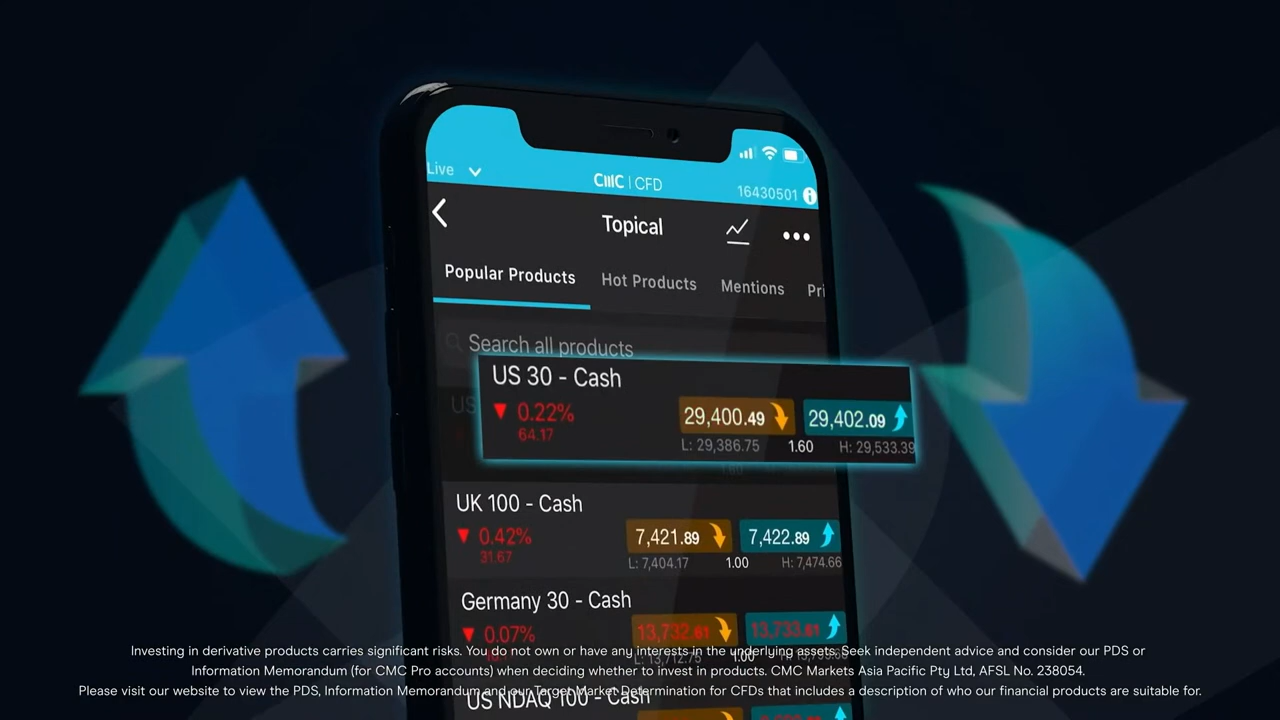 Live
CMC | CFD
16430501
Topical
Popular Products
Hot Products
Mentions
Pri
Search all products
US 30 - Cash
US
0.22%
29,400.49
29,402.09
64.17
L: 29,386.75
1.60
H: 29,533.39
UK 100 - Cash
0.42%
7,421.89
7,422.89
31.67
L: 7,404.17
1.00
H: 7,474.66
Germany 30 - Cash
0.07%
13,732.61
13,733.61
L: 13,712.75
1.00
Investing in derivative products carries significant risks. You do not own or have any interests in the underlying assets. Seek independent advice and consider our PDS or
Information Memorandum (for CMC Pro accounts) when deciding whether to invest in products. CMC Markets Asia Pacific Pty Ltd, AFSL No. 238054.
Please visit our website to view the PDS, Information Memorandum and our Target Market Determination for CFDs that includes a description of who our financial products are suitable for.
US NDAQ 100 - Cash